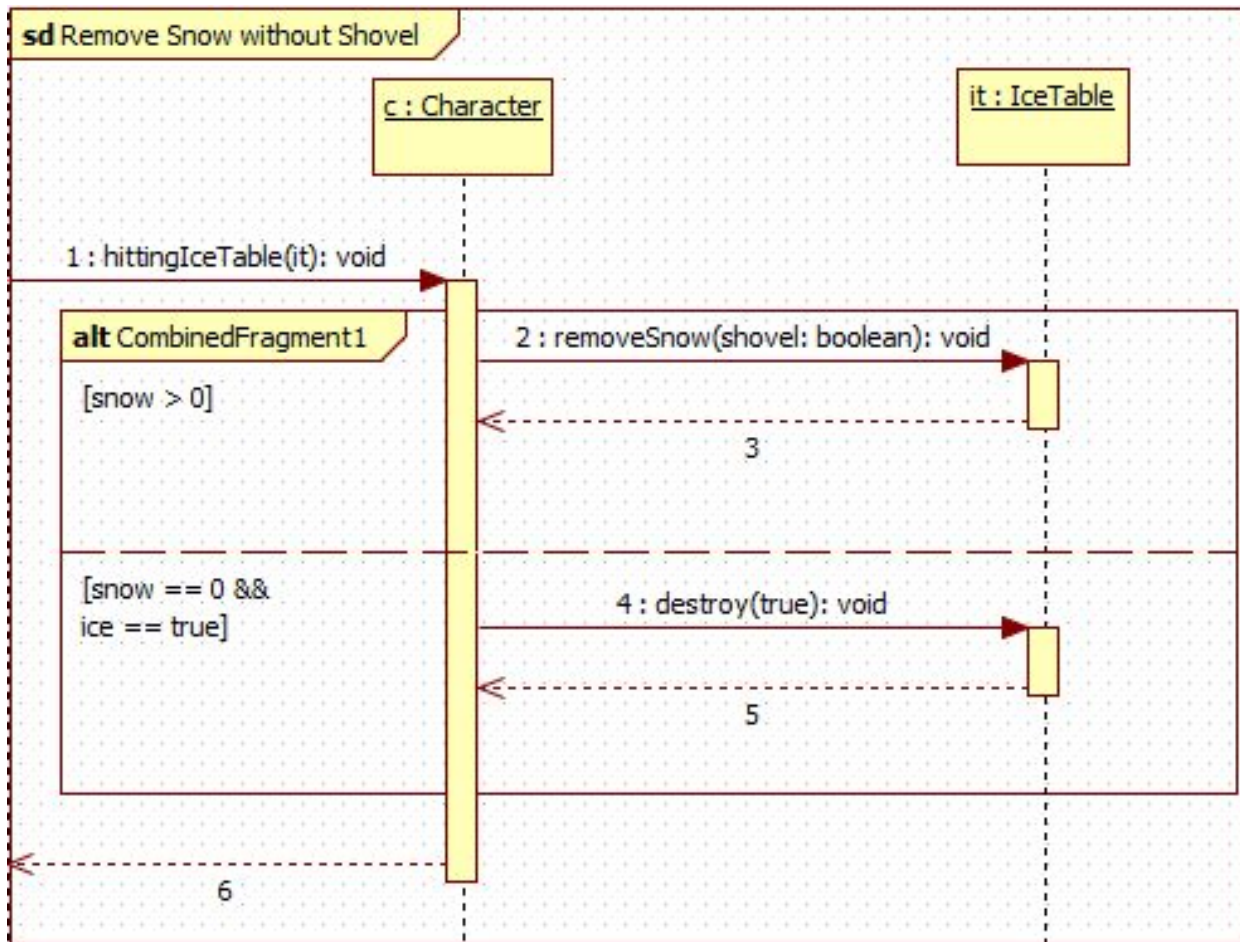 sd Remove Snow without Shovel
c : Character
it : IceTable
1 : hittingIceTable(it): void
alt CombinedFragment1
2 : removeSnow(shovel: boolean): void
[snow > 0]
3
[snow == 0 &&
ice == true]
4 : destroy(true): void
5
6